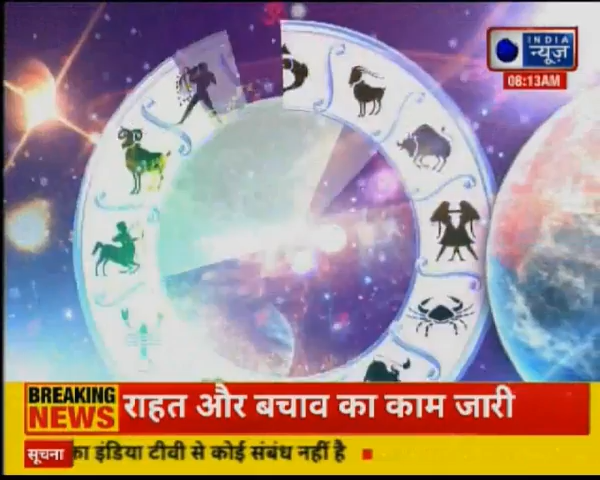 INDIA
न्यूज़
08:13AM
BREAKING
NEWS
राहत और बचाव का काम जारी
सूचना
का इंडिया टीवी से कोई संबंध नहीं है